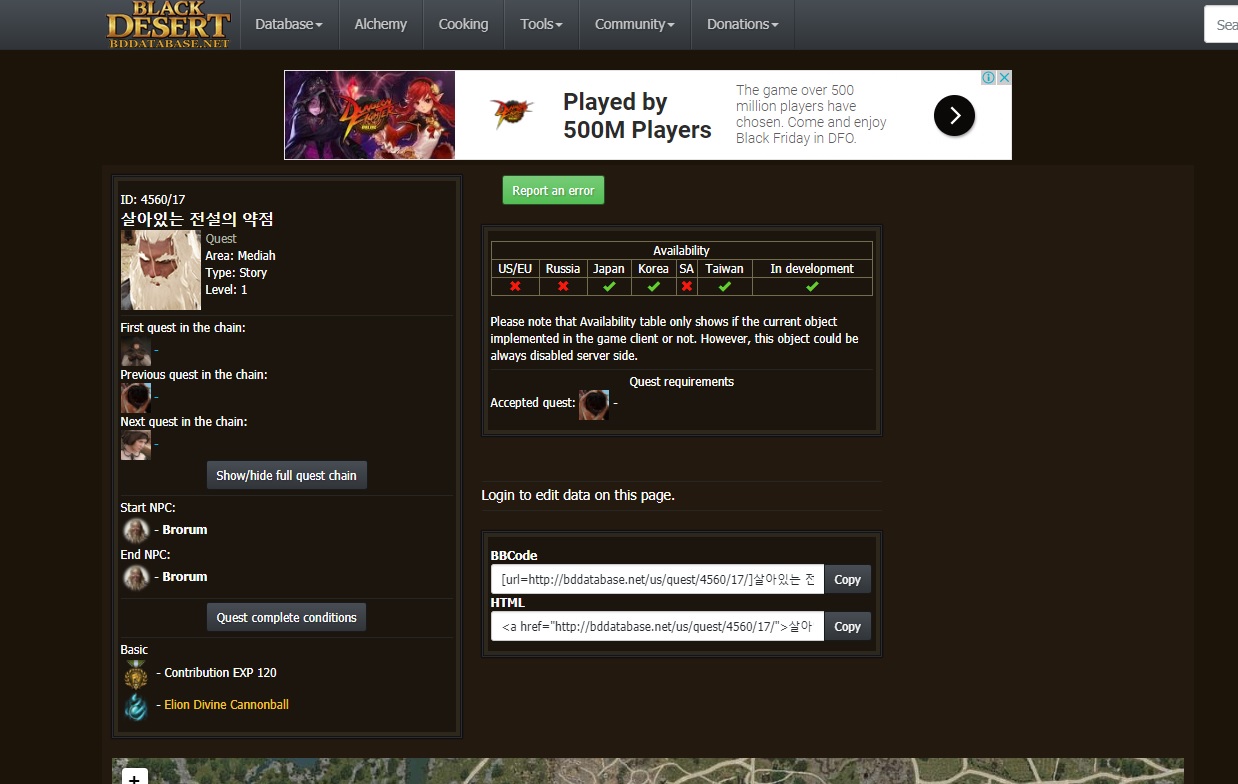 BLACK
DESERT
BDDATABASE.NET
Database
Alchemy
Cooking
Tools
Community
Donations
Sea
Played by
500M Players
The game over 500
million players have
chosen. Come and enjoy
Black Friday in DFO.
ID: 4560/17
살아있는 전설의 약점
Quest
Area: Mediah
Type: Story
Level: 1
First quest in the chain:
-
Previous quest in the chain:
-
Next quest in the chain:
-
Show/hide full quest chain
Start NPC:
- Brorum
End NPC:
- Brorum
Quest complete conditions
Basic
- Contribution EXP 120
- Elion Divine Cannonball
Report an error
Availability
US/EU Russia Japan Korea SA Taiwan In development
Please note that Availability table only shows if the current object
implemented in the game client or not. However, this object could be
always disabled server side.
Quest requirements
Accepted quest: -
Login to edit data on this page.
BBCode
[url=http://bddatabase.net/us/quest/4560/17/]살아있는 전
Copy
HTML
<a href="http://bddatabase.net/us/quest/4560/17/">살아
Copy
+